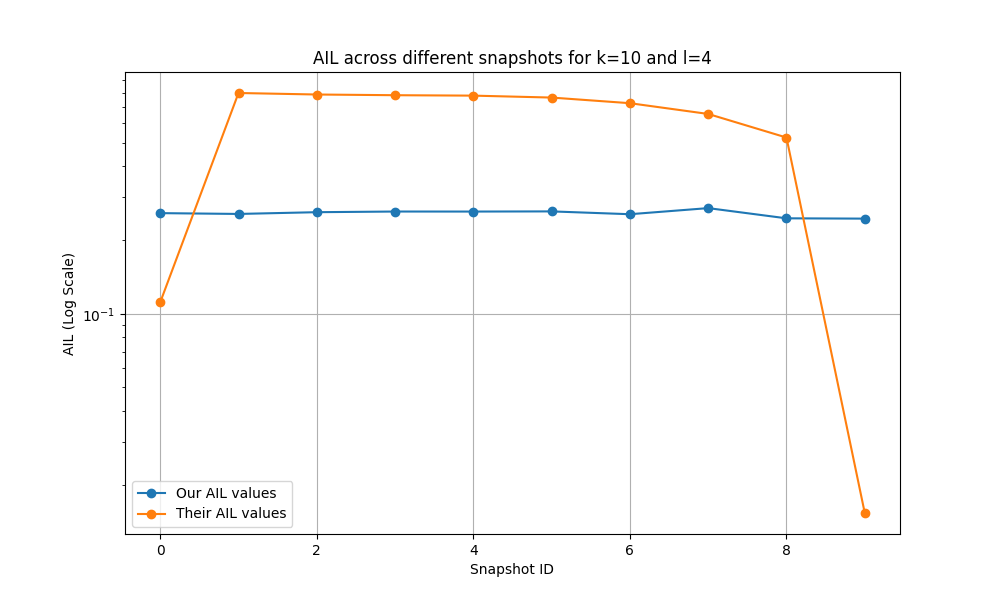 AIL across different snapshots for k=10 and l=4
AIL (Log Scale)
10⁻¹
Our AIL values
Their AIL values
0 2 4 6 8
Snapshot ID